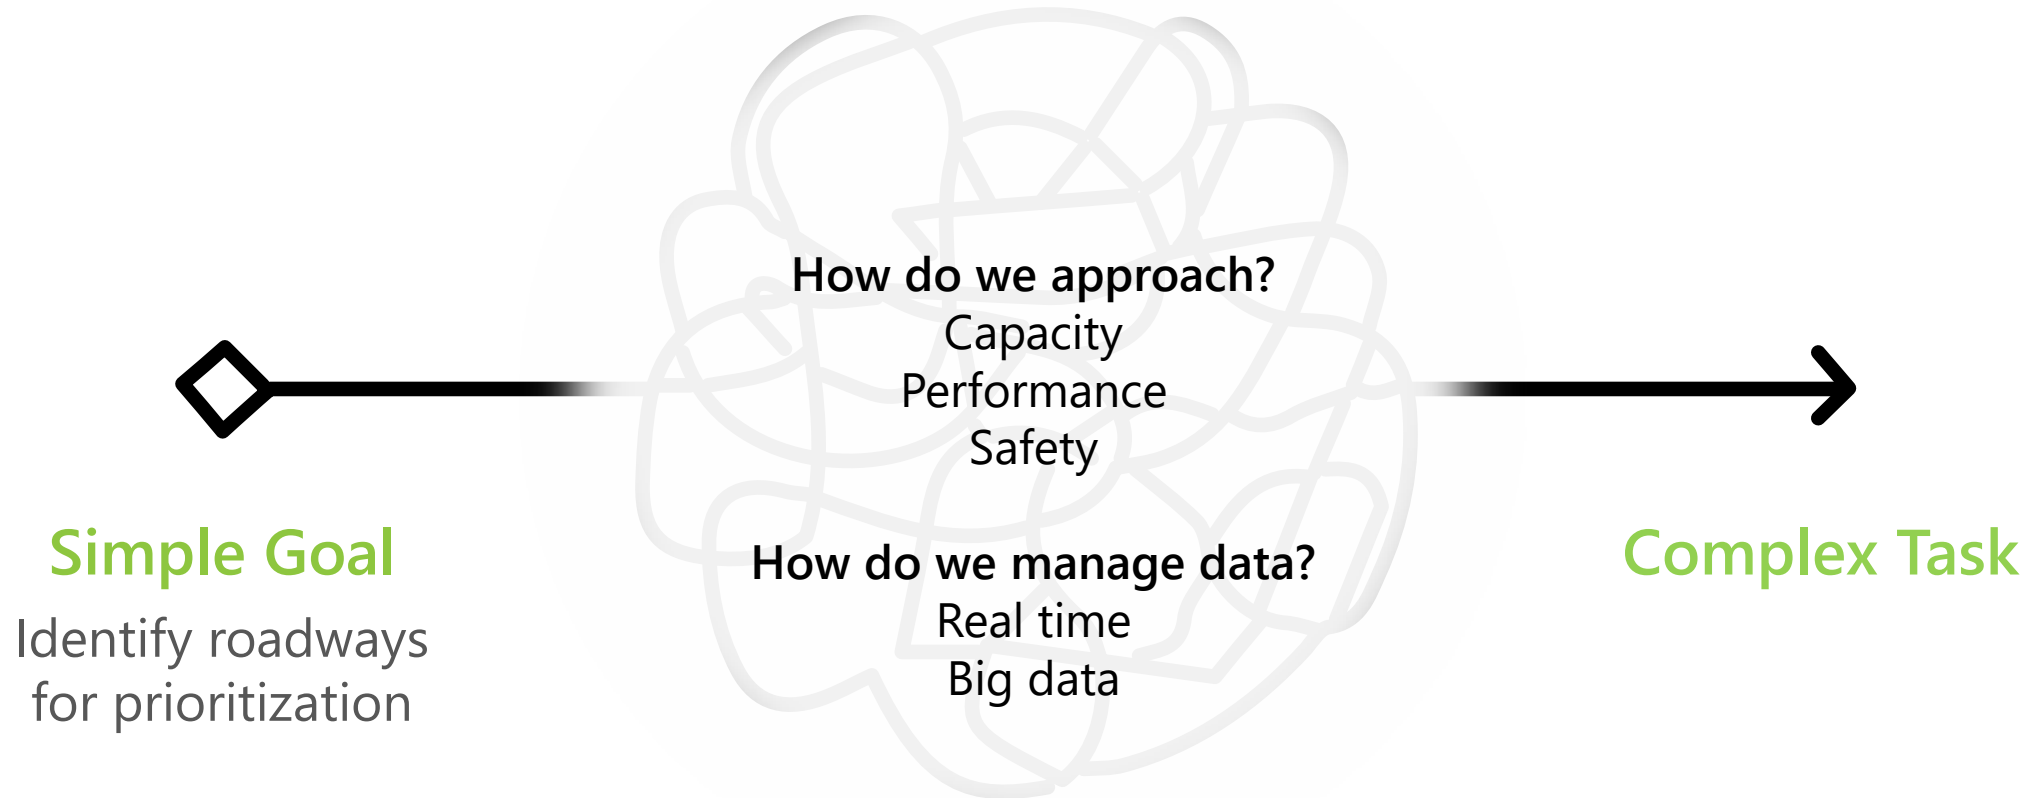 Simple Goal
Identify roadways
for prioritization
How do we approach?
Capacity
Performance
Safety
How do we manage data?
Real time
Big data
Complex Task